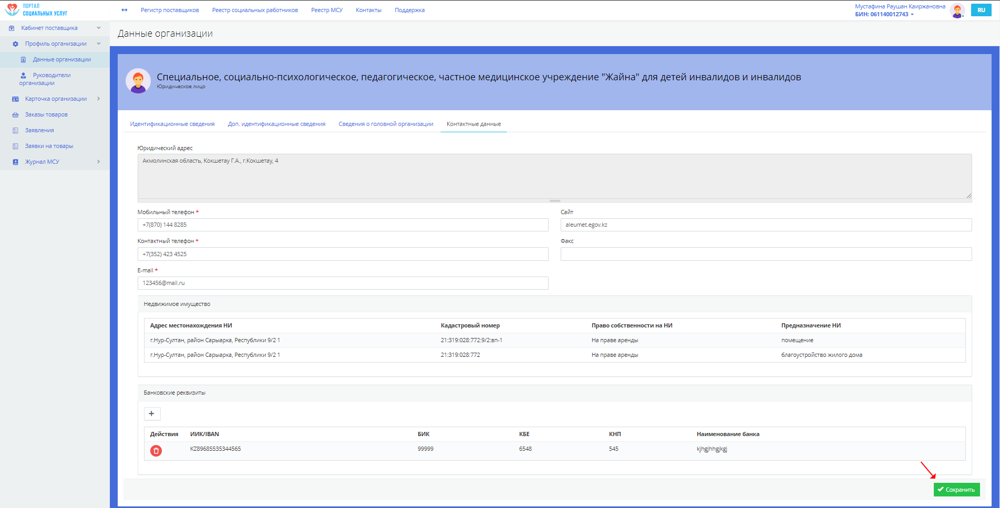 ПОРТАЛ
СОЦИАЛЬНЫХ УСЛУГ
Регистр поставщиков
Реестр социальных работников
Реестр МСУ
Контакты
Поддержка
Мустафина Раушан Каиржановна
БИН: 061140012743
RU
Кабинет поставщика
Профиль организации
Данные организации
Руководители
организации
Карточка организации
Заказы товаров
Заявления
Заявки на товары
Журнал МСУ
Данные организации
Специальное, социально-психологическое, педагогическое, частное медицинское учреждение "Жайна" для детей инвалидов и инвалидов
Юридическое лицо
Идентификационные сведения
Доп. идентификационные сведения
Сведения о головной организации
Контактные данные
Юридический адрес
Акмолинская область, Кокшетау Г.А., г.Кокшетау, 4
Мобильный телефон *
+7(870) 144 8285
Сайт
aleumet.egov.kz
Контактный телефон *
+7(352) 423 4525
Факс
E-mail *
123456@mail.ru
Недвижимое имущество
Адрес местонахождения НИ Кадастровый номер Право собственности на НИ Предназначение НИ
г.Нур-Султан, район Сарыарка, Республики 9/2 1 21:319:028:772:9/2:вп-1 На праве аренды помещение
г.Нур-Султан, район Сарыарка, Республики 9/2 1 21:319:028:772 На праве аренды благоустройство жилого дома
Банковские реквизиты
+
Действия ИИК/IBAN БИК КБЕ КНП Наименование банка
KZ89685535344565 99999 6548 545 kjhgjhhgjkgj
Сохранить